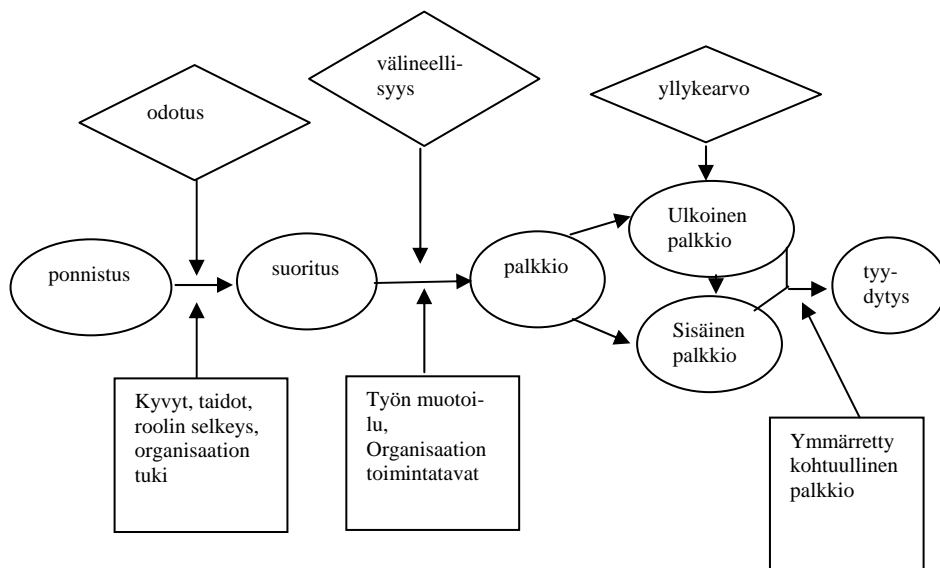 odotus
välineelli-
syys
yllykearvo
ponnistus
suoritus
palkkio
Ulkoinen
palkkio
Sisäinen
palkkio
tyy-
dytys
Kyvyt, taidot,
roolin selkeys,
organisaation
tuki
Työn muotoi-
lu,
Organisaation
toimintatavat
Ymmärretty
kohtuullinen
palkkio